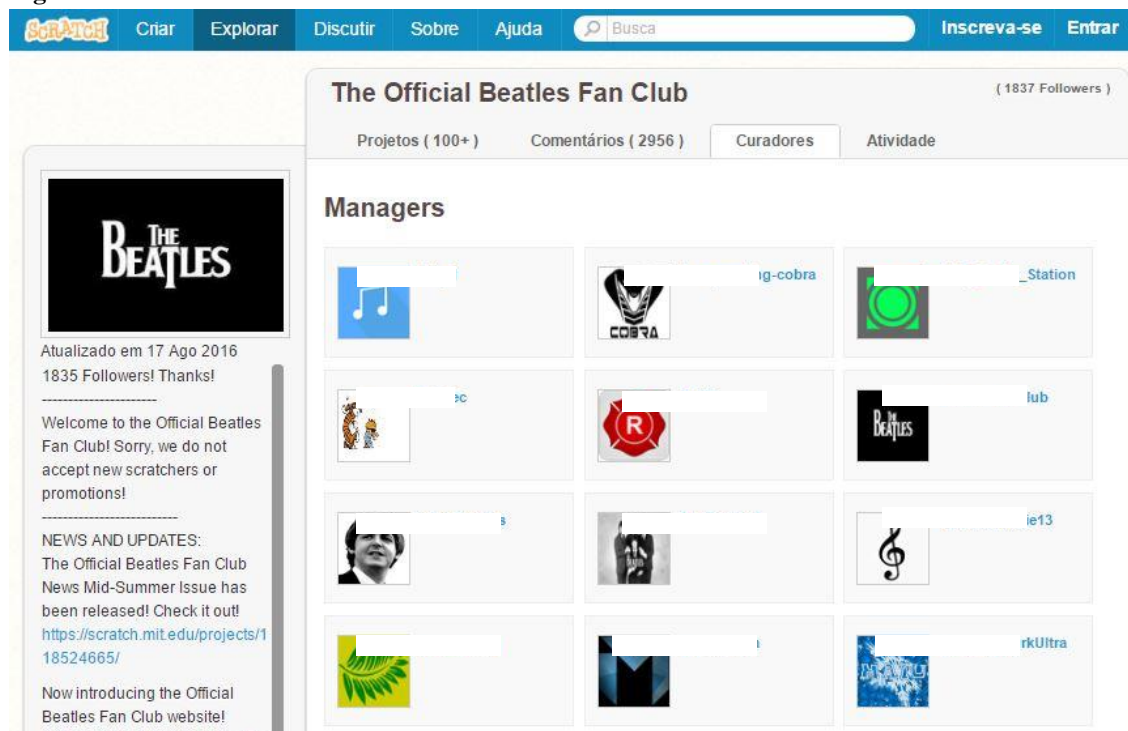 SCRATCH Criar Explorar Discutir Sobre Ajuda Busca Inscreva-se Entrar
The Official Beatles Fan Club ( 1837 Followers )
Projetos ( 100+ ) Comentários ( 2956 ) Curadores Atividade
THE BEATLES
Atualizado em 17 Ago 2016
1835 Followers! Thanks!
----------------------
Welcome to the Official Beatles
Fan Club! Sorry, we do not
accept new scratchers or
promotions!
--------------------------
NEWS AND UPDATES:
The Official Beatles Fan Club
News Mid-Summer Issue has
been released! Check it out!
https://scratch.mit.edu/projects/1
18524665/
Now introducing the Official
Beatles Fan Club website!
Managers
COBRA
ng-cobra
_Station
ec
R
THE BEATLES
lub
s
ie13
rkUltra